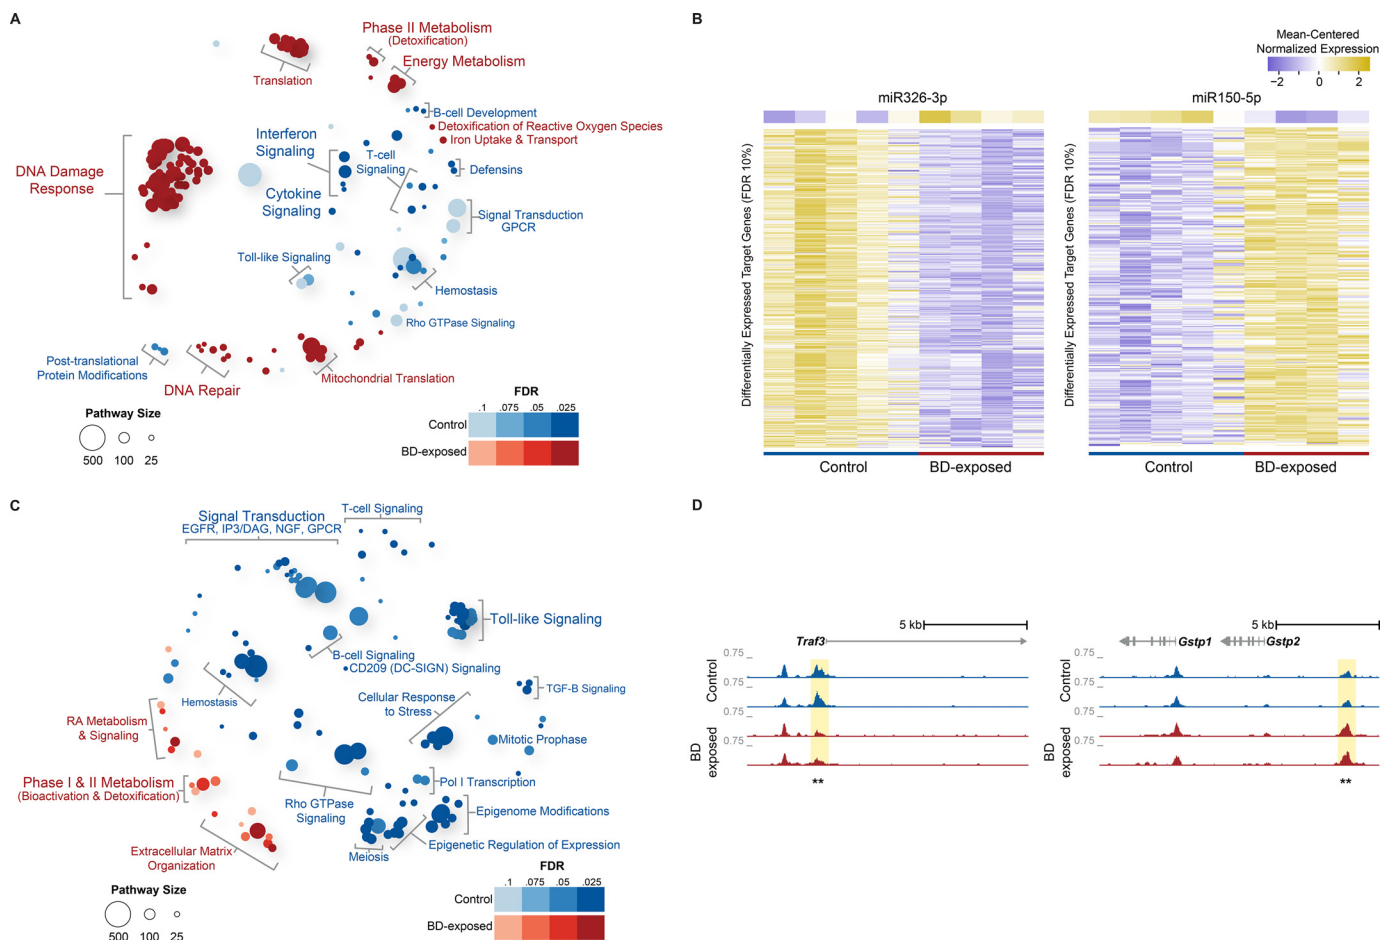 A
Phase II Metabolism
(Detoxification)
Energy Metabolism
Translation
B-cell Development
Detoxification of Reactive Oxygen Species
Iron Uptake & Transport
Interferon
Signaling
T-cell
Signaling
Defensins
DNA Damage
Response
Cytokine
Signaling
Signal Transduction
GPCR
Toll-like Signaling
Hemostasis
Rho GTPase Signaling
Post-translational
Protein Modifications
DNA Repair
Mitochondrial Translation
Pathway Size
500 100 25
FDR
.1 .075 .05 .025
Control
BD-exposed
B
Mean-Centered
Normalized Expression
−2 0 2
miR326-3p
Differentially Expressed Target Genes (FDR 10%)
Control BD-exposed
miR150-5p
Differentially Expressed Target Genes (FDR 10%)
Control BD-exposed
C
Signal Transduction
EGFR, IP3/DAG, NGF, GPCR
T-cell Signaling
Toll-like Signaling
B-cell Signaling
CD209 (DC-SIGN) Signaling
TGF-B Signaling
Hemostasis
Cellular Response
to Stress
RA Metabolism
& Signaling
Mitotic Prophase
Phase I & II Metabolism
(Bioactivation & Detoxification)
Pol I Transcription
Rho GTPase
Signaling
Epigenome Modifications
Extracellular Matrix
Organization
Meiosis
Epigenetic Regulation of Expression
Pathway Size
500 100 25
FDR
.1 .075 .05 .025
Control
BD-exposed
D
5 kb
Traf3
Control
BD
exposed
0.75
0.75
0.75
0.75
**
5 kb
Gstp1 Gstp2
Control
BD
exposed
0.75
0.75
0.75
0.75
**